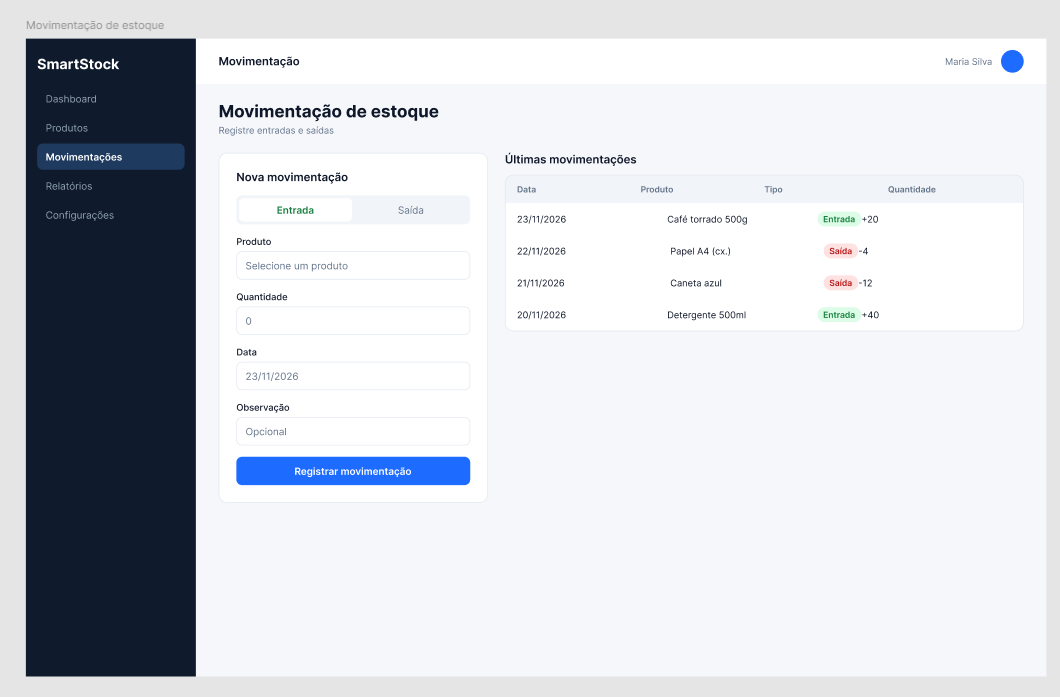 Movimentação de estoque
SmartStock
Dashboard
Produtos
Movimentações
Relatórios
Configurações
Movimentação
Maria Silva
Movimentação de estoque
Registre entradas e saídas
Nova movimentação
Entrada Saída
Produto
Selecione um produto
Quantidade
0
Data
23/11/2026
Observação
Opcional
Registrar movimentação
Últimas movimentações
Data Produto Tipo Quantidade
23/11/2026 Café torrado 500g Entrada +20
22/11/2026 Papel A4 (cx.) Saída -4
21/11/2026 Caneta azul Saída -12
20/11/2026 Detergente 500ml Entrada +40